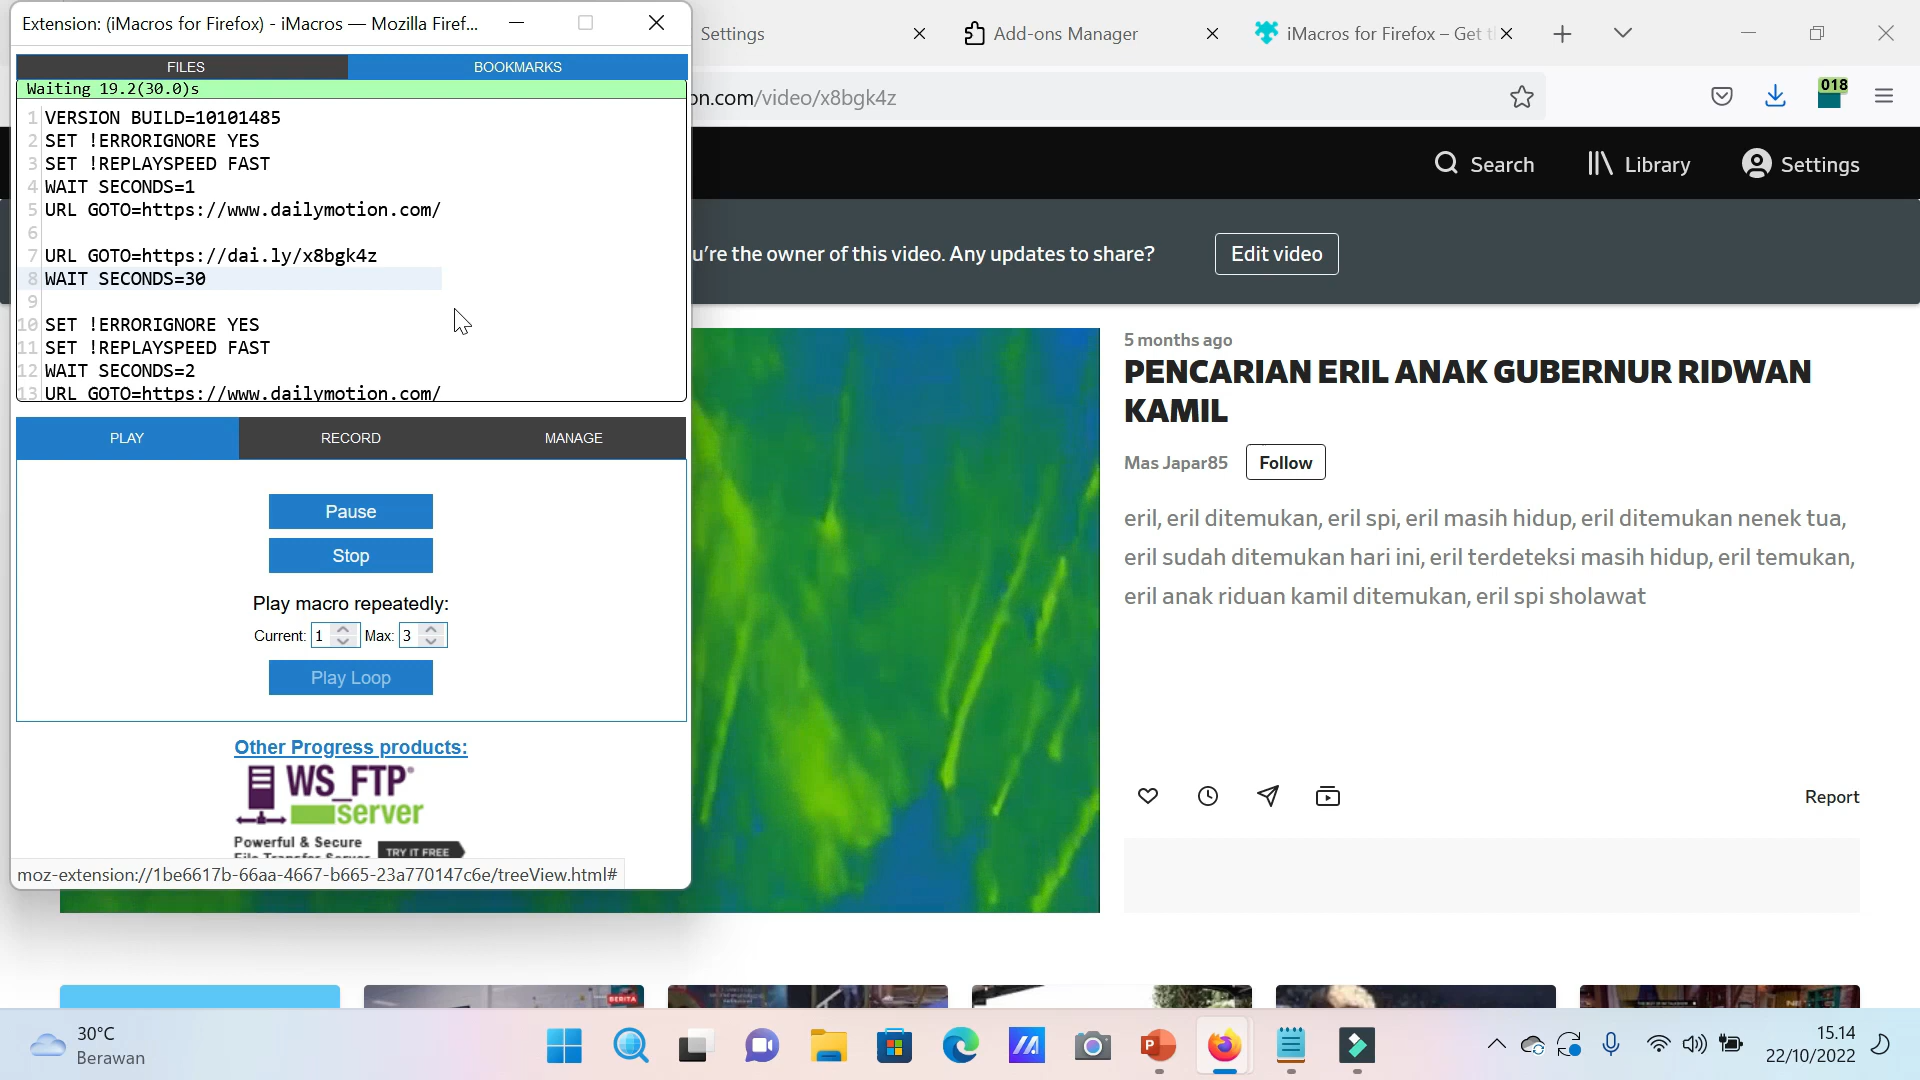 Extension: (iMacros for Firefox) - iMacros — Mozilla Firef...
Settings
Add-ons Manager
iMacros for Firefox – Get t
FILES
BOOKMARKS
Waiting 19.2(30.0)s
on.com/video/x8bgk4z
018
1 VERSION BUILD=10101485
2 SET !ERRORIGNORE YES
3 SET !REPLAYSPEED FAST
4 WAIT SECONDS=1
5 URL GOTO=https://www.dailymotion.com/
6
7 URL GOTO=https://dai.ly/x8bgk4z
8 WAIT SECONDS=30
9
10 SET !ERRORIGNORE YES
11 SET !REPLAYSPEED FAST
12 WAIT SECONDS=2
13 URL GOTO=https://www.dailymotion.com/
Search
Library
Settings
u're the owner of this video. Any updates to share?
Edit video
PLAY
RECORD
MANAGE
Pause
Stop
Play macro repeatedly:
Current: 1 Max: 3
Play Loop
Other Progress products:
WS_FTP
server
Powerful & Secure
File Transfer Server
TRY IT FREE
moz-extension://1be6617b-66aa-4667-b665-23a770147c6e/treeView.html#
5 months ago
PENCARIAN ERIL ANAK GUBERNUR RIDWAN
KAMIL
Mas Japar85
Follow
eril, eril ditemukan, eril spi, eril masih hidup, eril ditemukan nenek tua,
eril sudah ditemukan hari ini, eril terdeteksi masih hidup, eril temukan,
eril anak riduan kamil ditemukan, eril spi sholawat
Report
BERITA
30°C
Berawan
15.14
22/10/2022